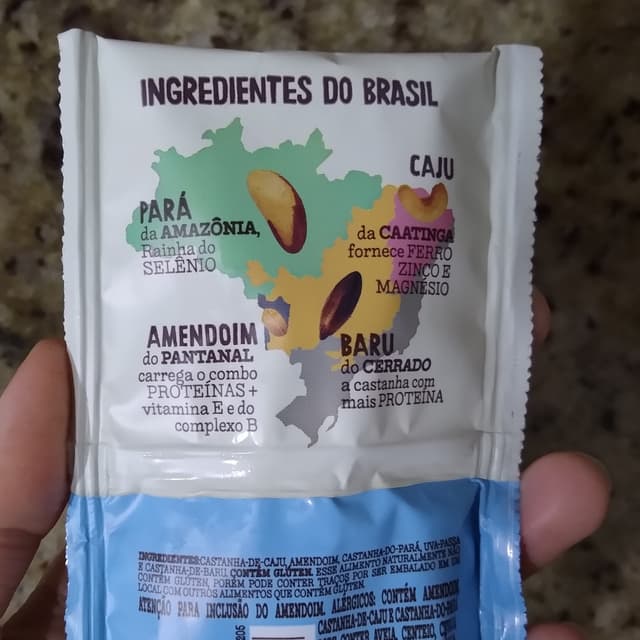 INGREDIENTES DO BRASIL
CAJU
da CAATINGA
fornece FERRO
ZINCO E
MAGNÉSIO
PARÁ
da AMAZÔNIA,
Rainha do
SELÊNIO
AMENDOIM
do PANTANAL
carrega o combo
PROTEÍNAS +
vitamina E e do
complexo B
BARU
do CERRADO
a castanha com
mais PROTEÍNA
INGREDIENTES: CASTANHA-DE-CAJU, AMENDOIM, CASTANHA-DO-PARÁ, UVA-PASSA
E CASTANHA-DE-BARU. CONTÉM GLÚTEN. ESSE ALIMENTO NATURALMENTE NÃO
CONTÉM GLÚTEN, PORÉM PODE CONTER TRAÇOS POR SER EMBALADO EM UM
LOCAL COM OUTROS ALIMENTOS QUE CONTÉM GLÚTEN.
ATENÇÃO PARA INCLUSÃO DO AMENDOIM. ALÉRGICOS: CONTÉM AMENDOIM
CASTANHA-DE-CAJU E CASTANHA-DO-
CONTER AVEIA, CENTEIO,